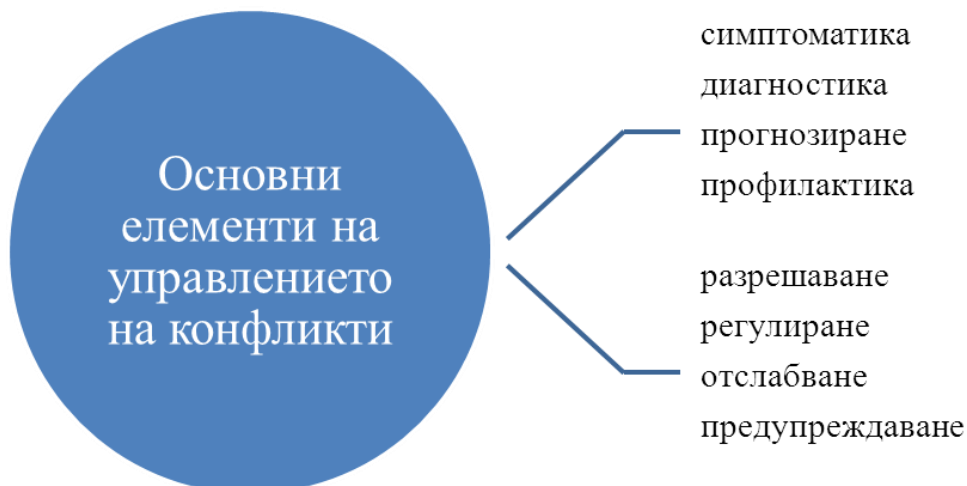 Основни
елементи на
управлението
на конфликти
симптоматика
диагностика
прогнозиране
профилактика
разрешаване
регулиране
отслабване
предупреждаване